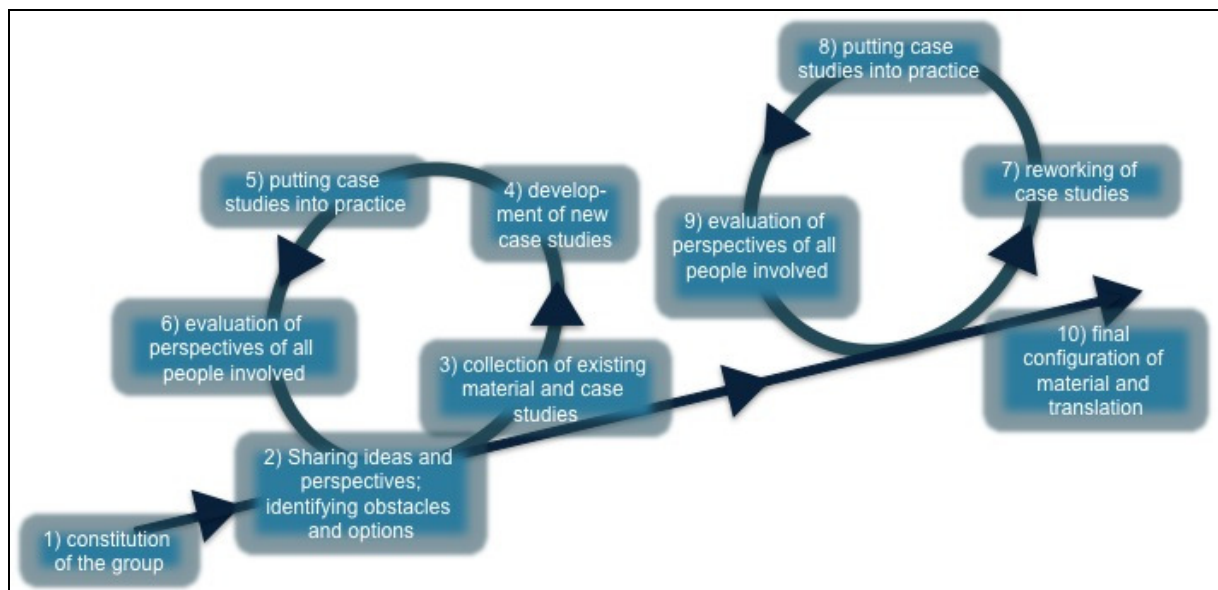 1) constitution
of the group
2) Sharing ideas and
perspectives;
identifying obstacles
and options
3) collection of existing
material and case
studies
4) develop-
ment of new
case studies
5) putting case
studies into practice
6) evaluation of
perspectives of all
people involved
7) reworking of
case studies
8) putting case
studies into practice
9) evaluation of
perspectives of all
people involved
10) final
configuration of
material and
translation